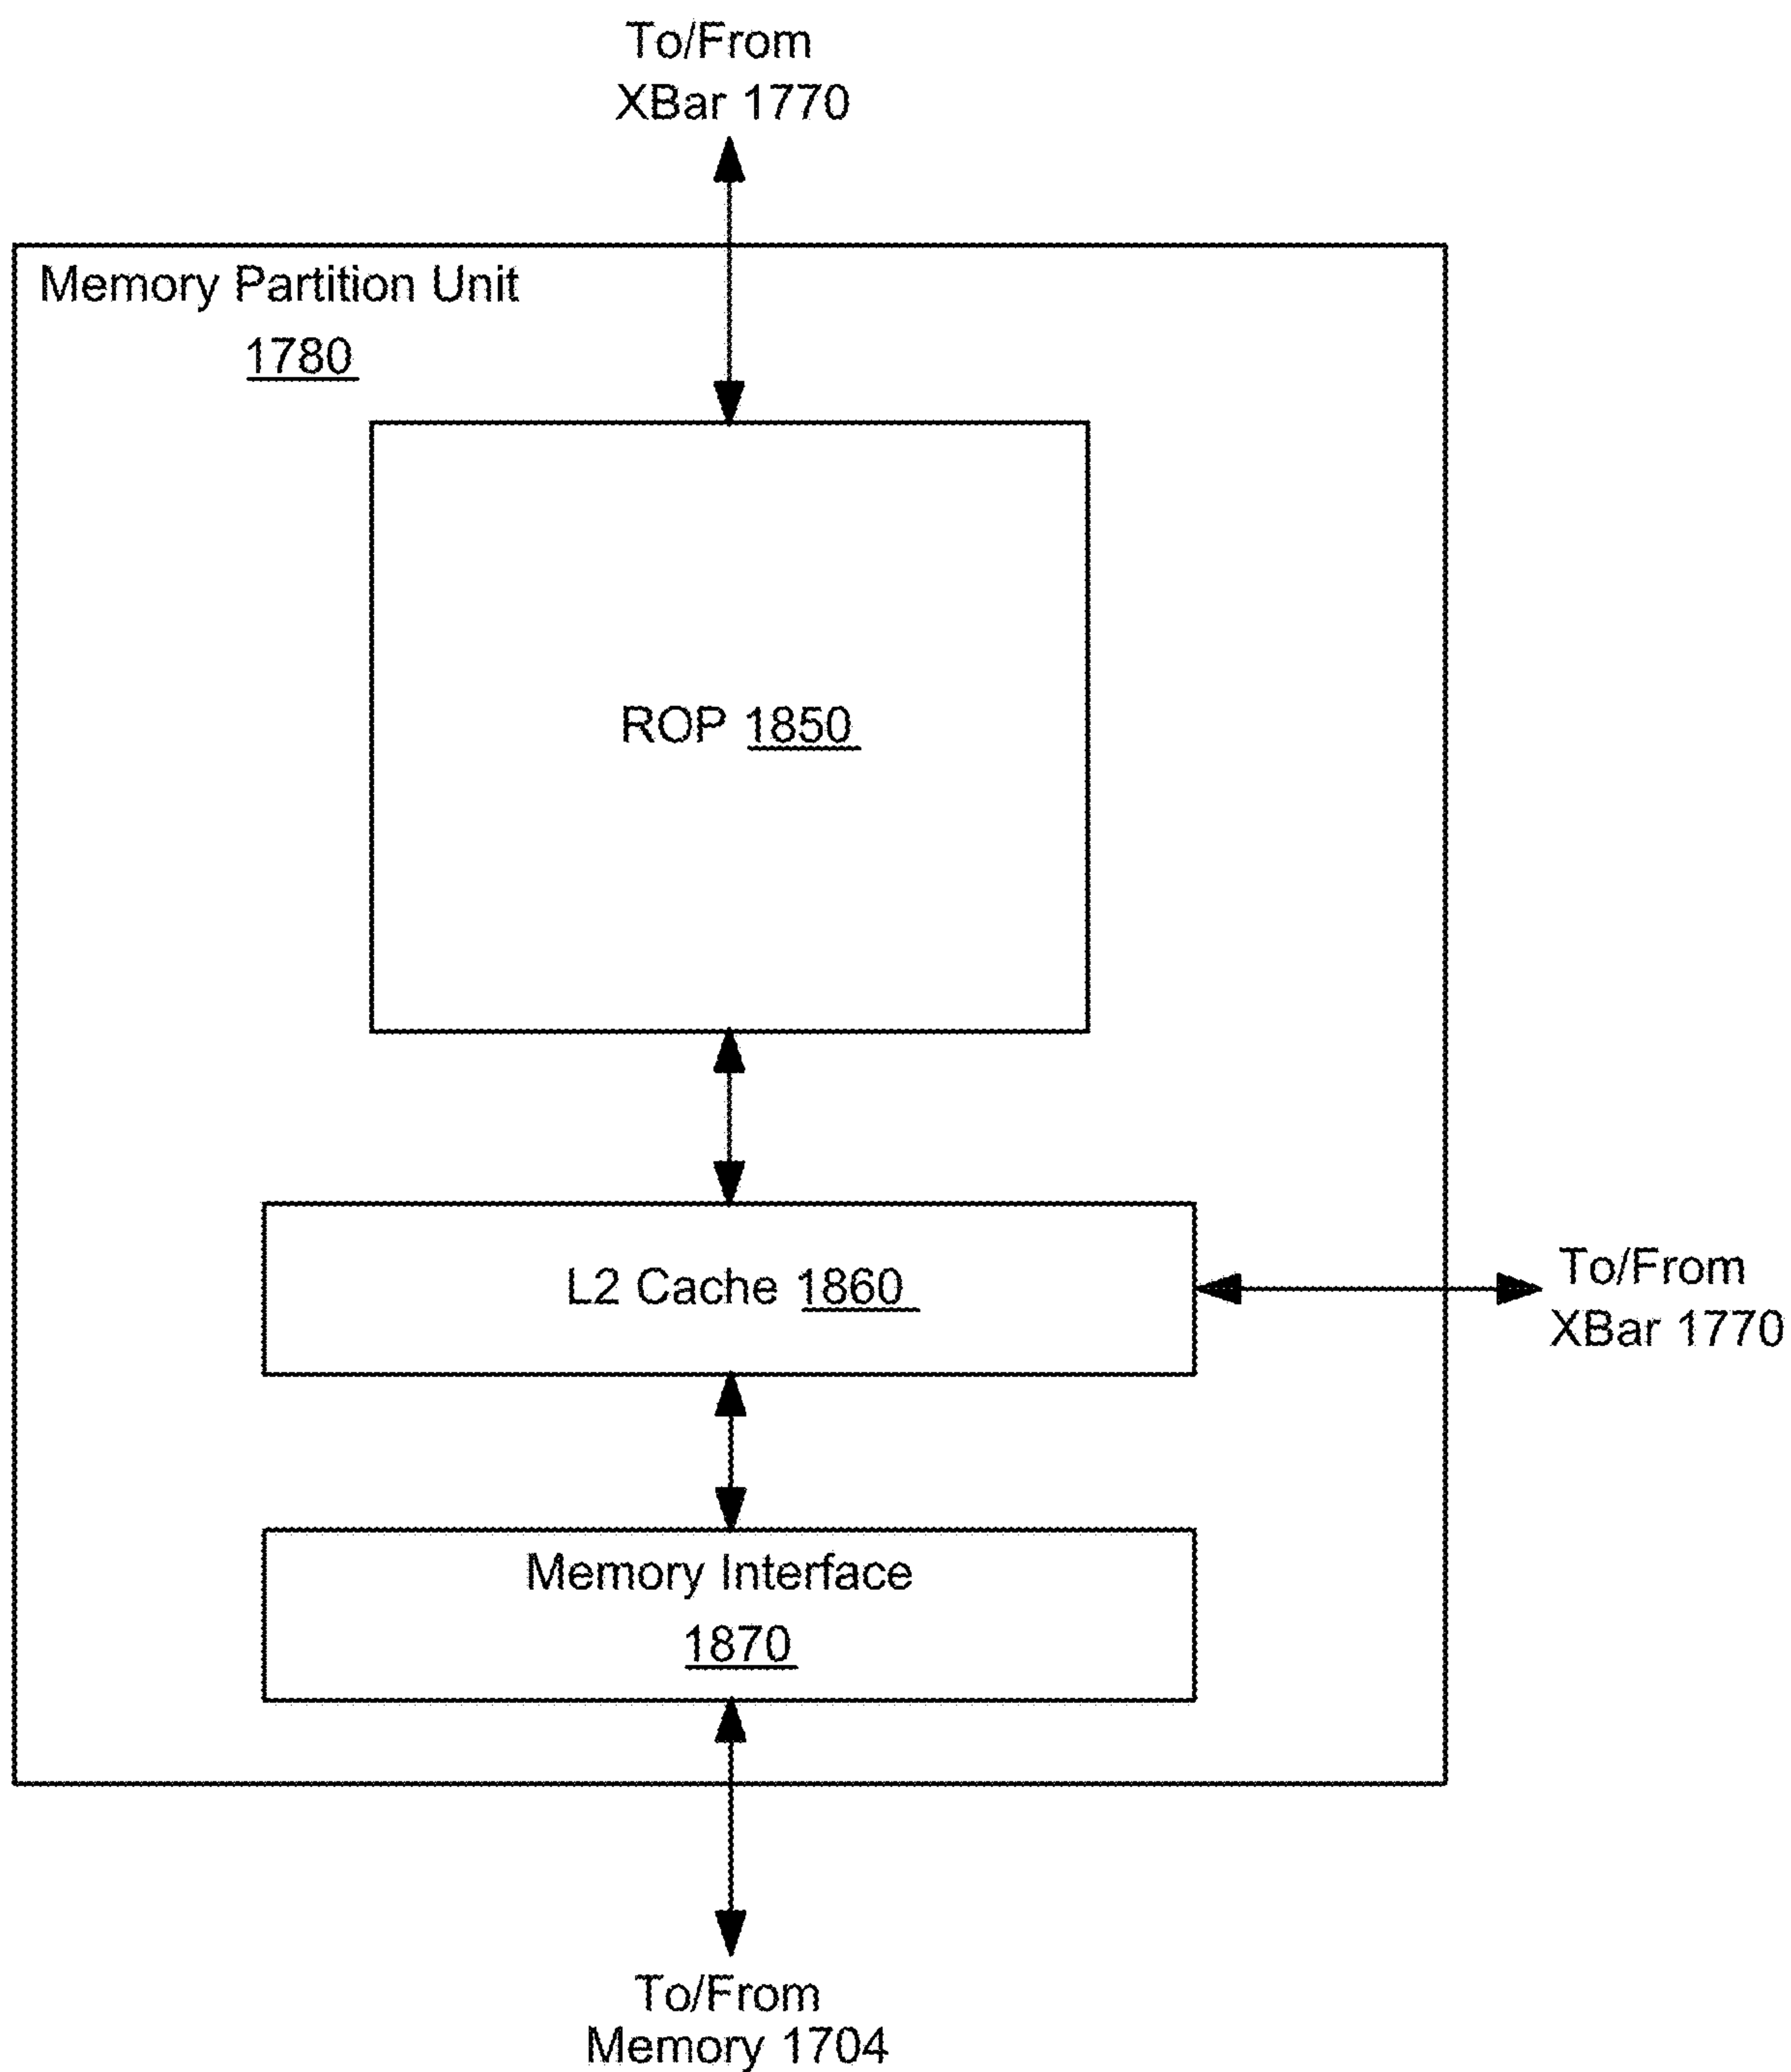 To/From
XBar 1770
Memory Partition Unit
1780
ROP 1850
L2 Cache 1860
To/From
XBar 1770
Memory Interface
1870
To/From
Memory 1704